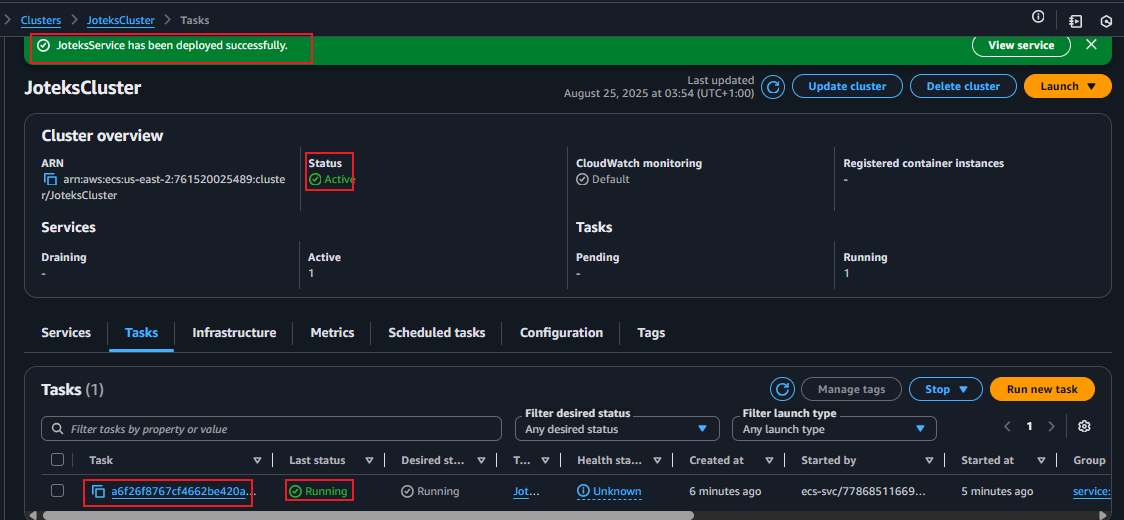 Clusters JoteksCluster Tasks
JoteksService has been deployed successfully. View service
JoteksCluster
Last updated
August 25, 2025 at 03:54 (UTC+1:00)
Update cluster Delete cluster Launch
Cluster overview
ARN
arn:aws:ecs:us-east-2:761520025489:cluste
r/JoteksCluster
Status
Active
CloudWatch monitoring
Default
Registered container instances
-
Services
Draining
-
Active
1
Tasks
Pending
-
Running
1
Services Tasks Infrastructure Metrics Scheduled tasks Configuration Tags
Tasks (1)
Manage tags Stop Run new task
Filter tasks by property or value
Filter desired status
Any desired status
Filter launch type
Any launch type
1
Task Last status Desired st... T... Health sta... Created at Started by Started at Group
a6f26f8767cf4662be420a... Running Running Jot... Unknown 6 minutes ago ecs-svc/77868511669... 5 minutes ago service: